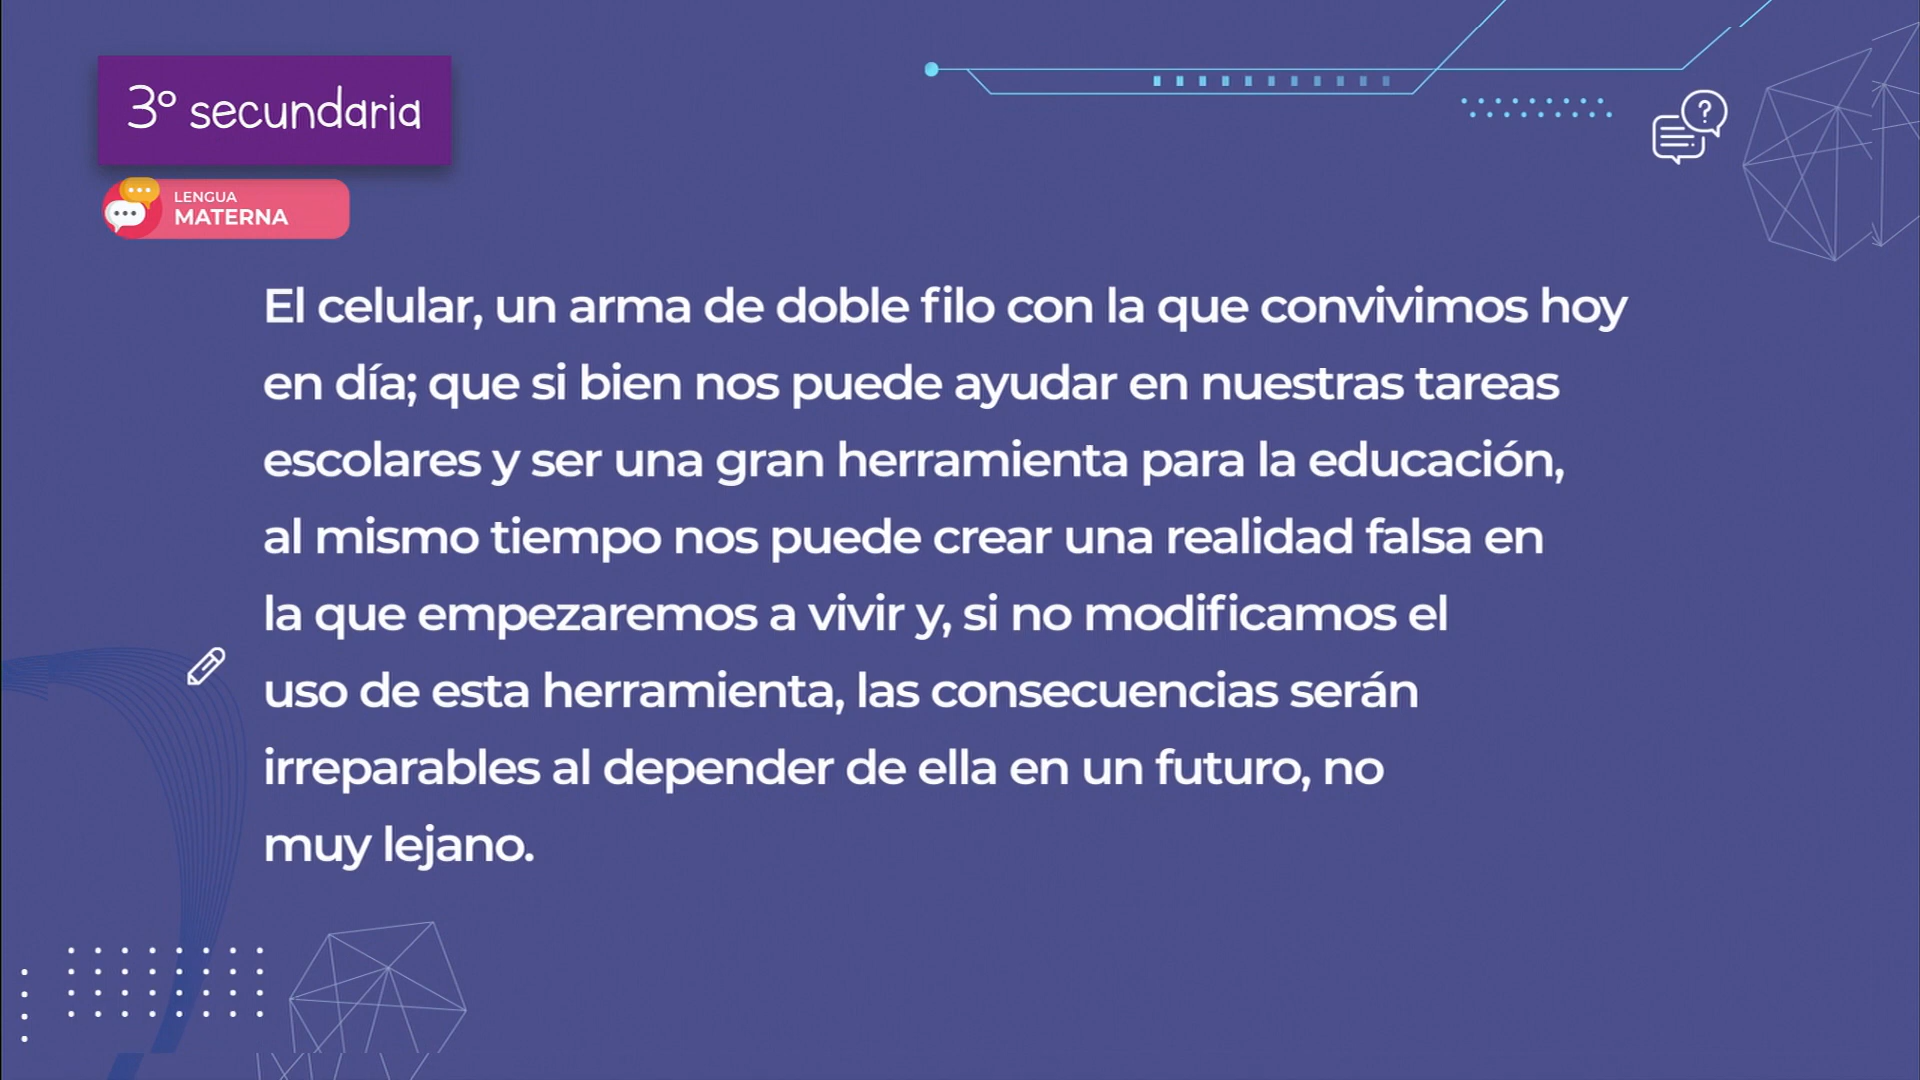 3° secundaria
LENGUA
MATERNA
El celular, un arma de doble filo con la que convivimos hoy
en día; que si bien nos puede ayudar en nuestras tareas
escolares y ser una gran herramienta para la educación,
al mismo tiempo nos puede crear una realidad falsa en
la que empezaremos a vivir y, si no modificamos el
uso de esta herramienta, las consecuencias serán
irreparables al depender de ella en un futuro, no
muy lejano.